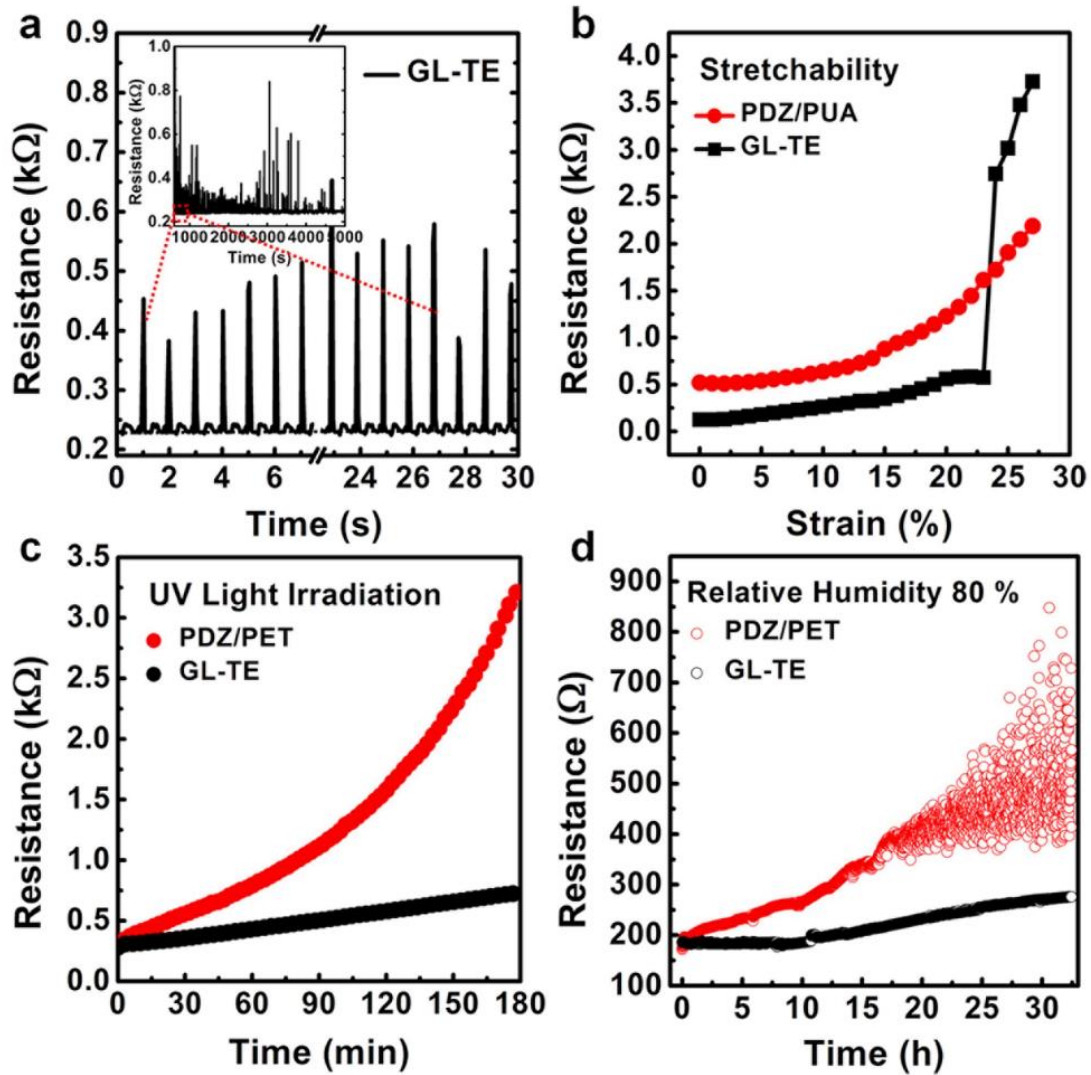 a
0.9
0.8
0.7
0.6
0.5
0.4
0.3
0.2
Resistance (kΩ)
0 2 4 6 24 26 28 30
Time (s)
GL-TE
1.0
0.8
0.6
0.4
0.2
Resistance (kΩ)
1000 2000 3000 4000 5000
Time (s)
b
4.0
3.5
3.0
2.5
2.0
1.5
1.0
0.5
0.0
Resistance (kΩ)
Stretchability
PDZ/PUA
GL-TE
0 5 10 15 20 25 30
Strain (%)
c
3.5
3.0
2.5
2.0
1.5
1.0
0.5
0.0
Resistance (kΩ)
UV Light Irradiation
PDZ/PET
GL-TE
0 30 60 90 120 150 180
Time (min)
d
900
800
700
600
500
400
300
200
100
Resistance (Ω)
Relative Humidity 80 %
PDZ/PET
GL-TE
0 5 10 15 20 25 30
Time (h)